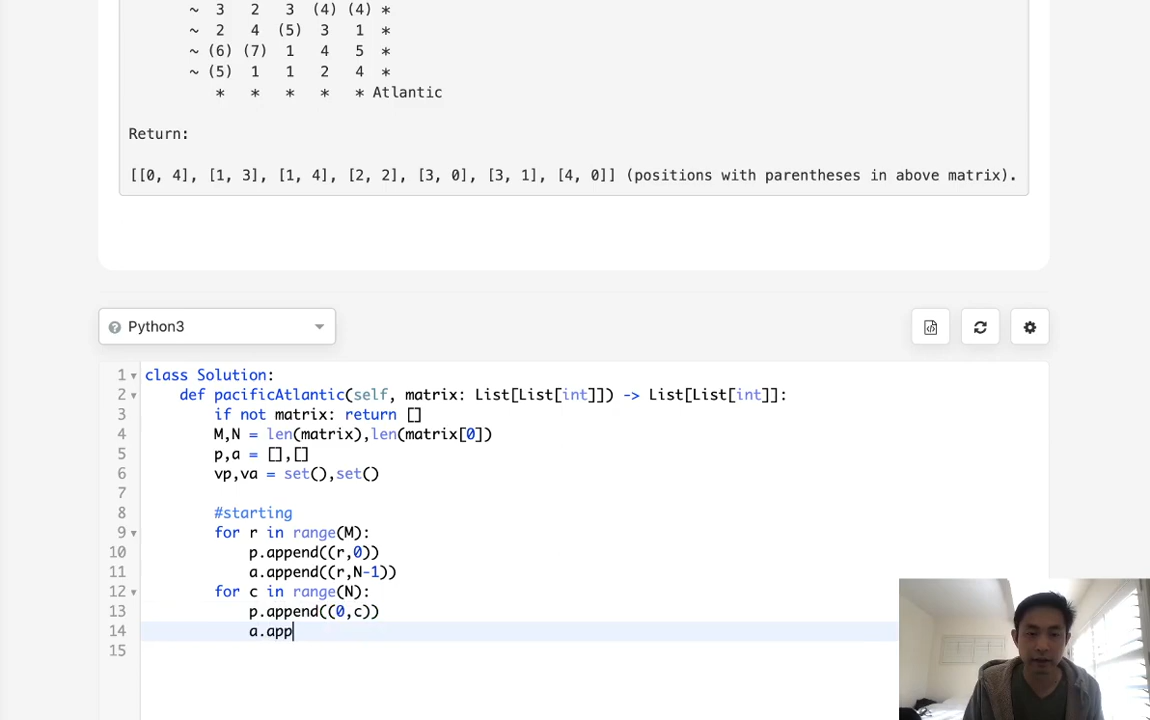 ~ 3 2 3 (4) (4) *
~ 2 4 (5) 3 1 *
~ (6) (7) 1 4 5 *
~ (5) 1 1 2 4 *
* * * * * Atlantic
Return:
[[0, 4], [1, 3], [1, 4], [2, 2], [3, 0], [3, 1], [4, 0]] (positions with parentheses in above matrix).
Python3
1 class Solution:
2 def pacificAtlantic(self, matrix: List[List[int]]) -> List[List[int]]:
3 if not matrix: return []
4 M,N = len(matrix),len(matrix[0])
5 p,a = [],[]
6 vp,va = set(),set()
7
8 #starting
9 for r in range(M):
10 p.append((r,0))
11 a.append((r,N-1))
12 for c in range(N):
13 p.append((0,c))
14 a.app
15